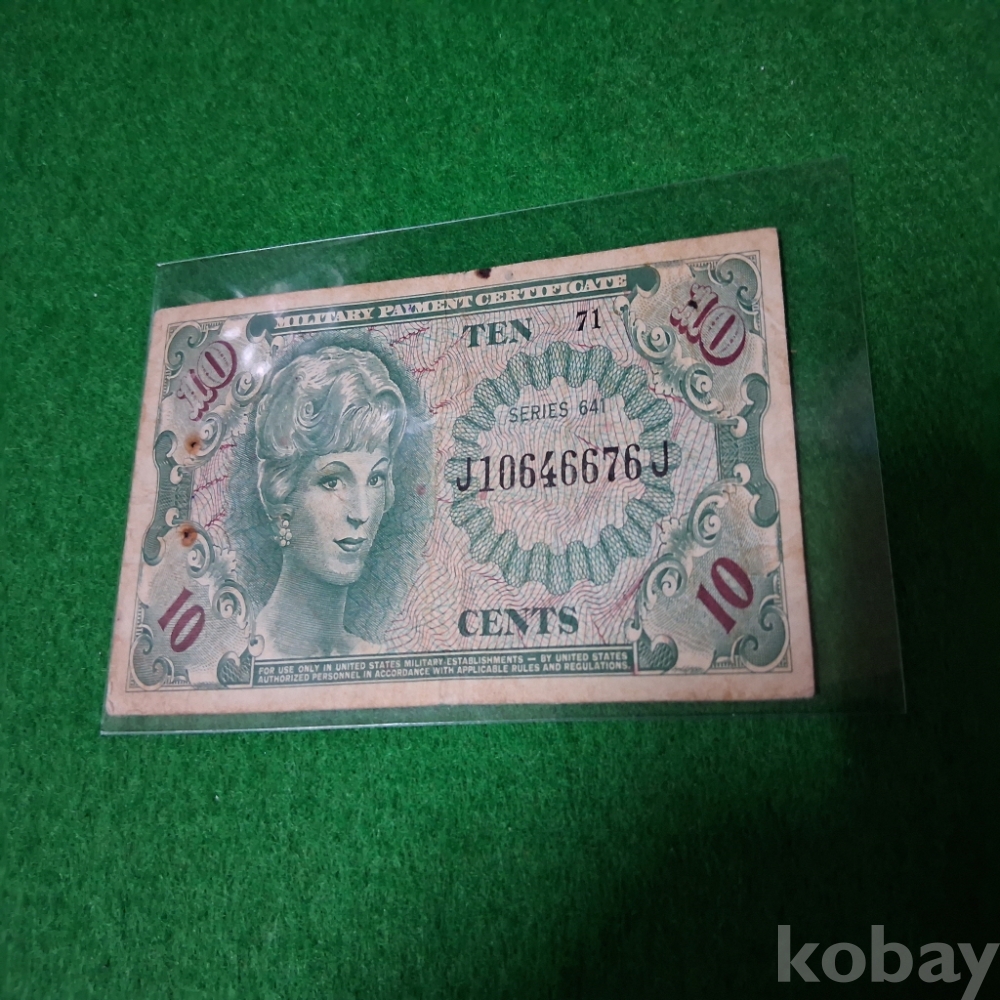 MILITARY PAYMENT CERTIFICATE
10
TEN 71
10
SERIES 641
J10646676J
10
CENTS
10
FOR USE ONLY IN UNITED STATES MILITARY ESTABLISHMENTS — BY UNITED STATES
AUTHORIZED PERSONNEL IN ACCORDANCE WITH APPLICABLE RULES AND REGULATIONS.
kobay